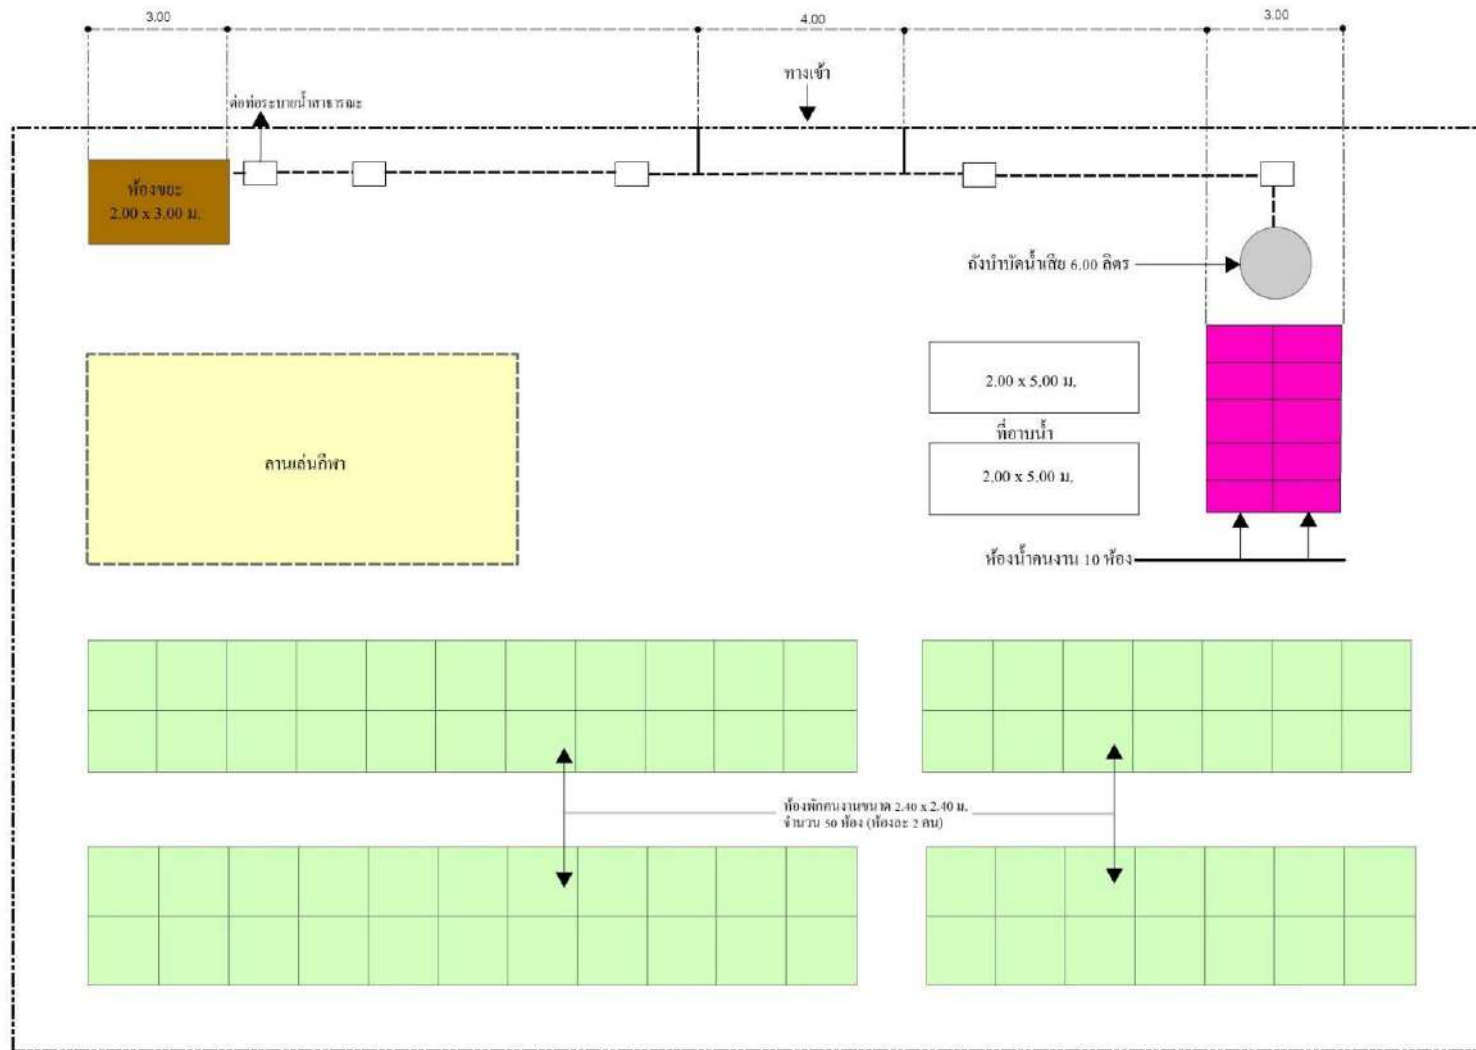 3.00
4.00
3.00
ทางเข้า
ต่อท่อระบายน้ำสาธารณะ
ห้องขยะ
2.00 x 3.00 ม.
ถังบำบัดน้ำเสีย 6.00 ลิตร
2.00 x 5.00 ม.
ที่อาบน้ำ
2.00 x 5.00 ม.
ลานเล่นกีฬา
ห้องน้ำคนงาน 10 ห้อง
ห้องพักคนงานขนาด 2.40 x 2.40 ม.
จำนวน 50 ห้อง (ห้องละ 2 คน)